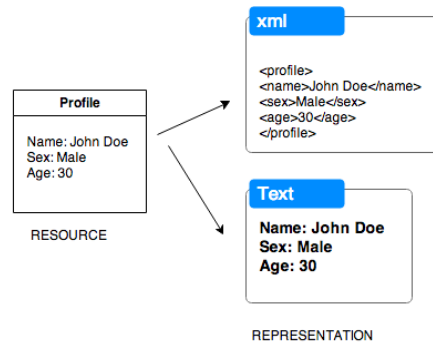 Profile
Name: John Doe
Sex: Male
Age: 30
RESOURCE
xml
<profile>
<name>John Doe</name>
<sex>Male</sex>
<age>30</age>
</profile>
Text
Name: John Doe
Sex: Male
Age: 30
REPRESENTATION